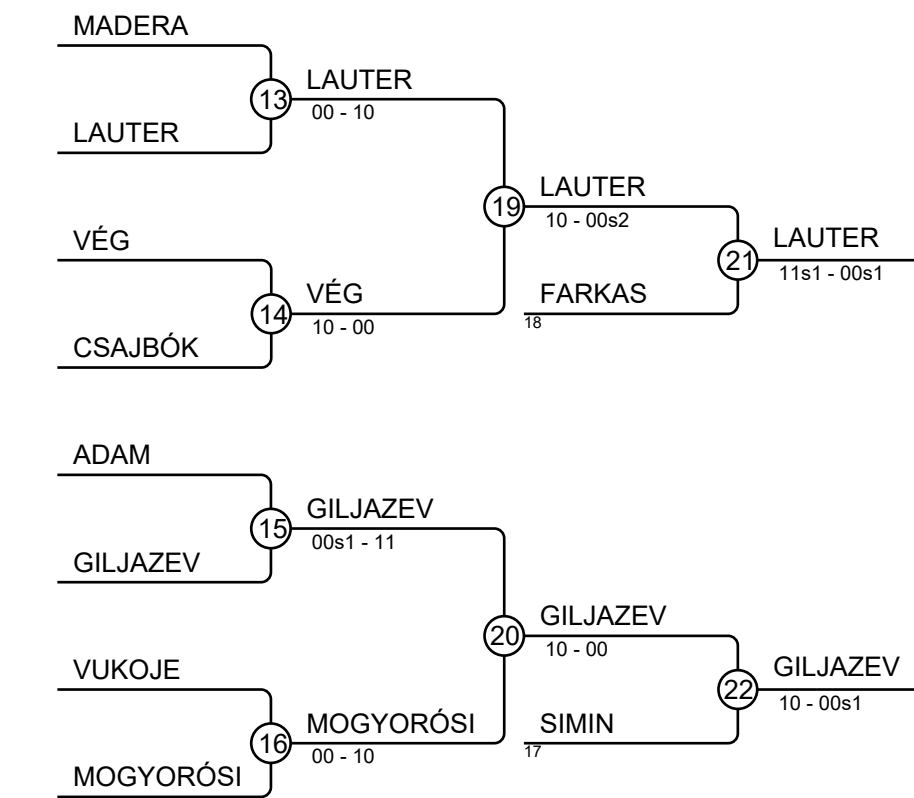 MADERA
13
LAUTER
00 - 10
LAUTER
19
LAUTER
10 - 00s2
VÉG
21
LAUTER
11s1 - 00s1
14
VÉG
10 - 00
FARKAS
18
CSAJBÓK
ADAM
15
GILJAZEV
00s1 - 11
GILJAZEV
20
GILJAZEV
10 - 00
VUKOJE
22
GILJAZEV
10 - 00s1
16
MOGYORÓSI
00 - 10
SIMIN
17
MOGYORÓSI